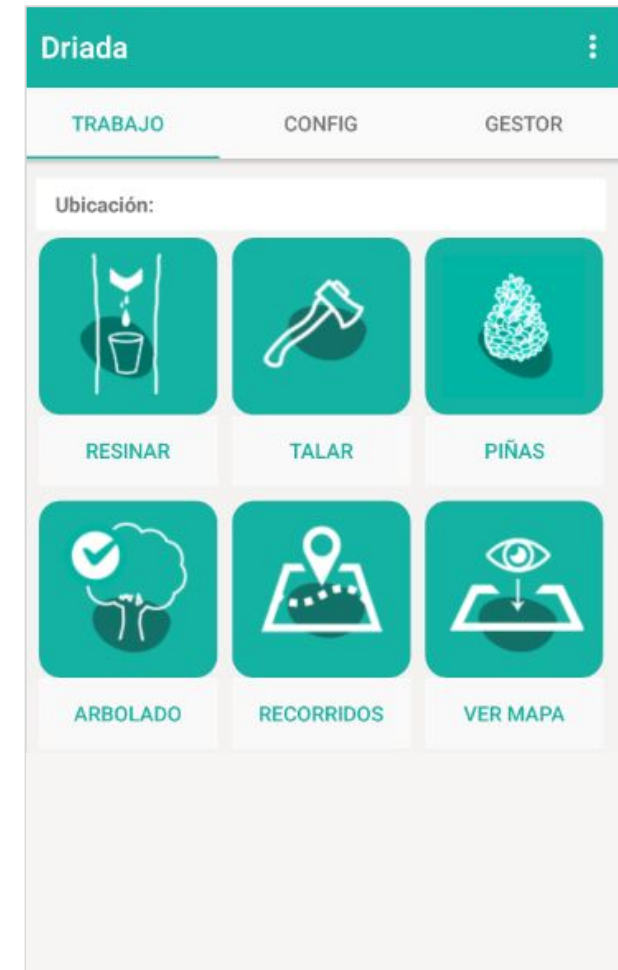 Driada
TRABAJO CONFIG GESTOR
Ubicación:
RESINAR TALAR PIÑAS
ARBOLADO RECORRIDOS VER MAPA